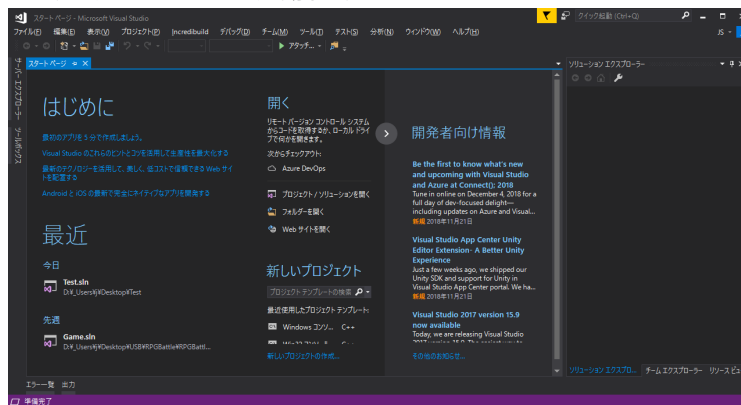 スタート ページ - Microsoft Visual Studio
クイック起動 (Ctrl+Q)
ファイル(F) 編集(E) 表示(V) プロジェクト(P) Incredibuild デバッグ(D) チーム(M) ツール(T) テスト(S) 分析(N) ウィンドウ(W) ヘルプ(H)
JS
アタッチ...
サーバー エクスプローラー
ツールボックス
スタート ページ
はじめに
最初のアプリを 5 分で作成しましょう。
Visual Studio のこれらのヒントとコツを活用して生産性を最大化する
最新のテクノロジーを活用して、美しく、低コストで信頼できる Web サイ
トを配置する
Android と iOS の最新で完全にネイティブなアプリを開発する
最近
今日
Test.sln
D:¥_Users¥j¥Desktop¥Test
先週
Game.sln
D:¥_Users¥j¥Desktop¥USB¥RPGBattle¥RPGBattl...
開く
リモート バージョン コントロール システム
からコードを取得するか、ローカル ドライ
ブで何かを開きます。
次からチェックアウト:
Azure DevOps
プロジェクト / ソリューションを開く
フォルダーを開く
Web サイトを開く
新しいプロジェクト
プロジェクト テンプレートの検索
最近使用したプロジェクト テンプレート:
Windows コンソ... C++
新しいプロジェクトの作成...
開発者向け情報
Be the first to know what's new
and upcoming with Visual Studio
and Azure at Connect(); 2018
Tune in online on December 4, 2018 for a
full day of dev-focused delight—
including updates on Azure and Visual...
新規 2018年11月21日
Visual Studio App Center Unity
Editor Extension- A Better Unity
Experience
Just a few weeks ago, we shipped our
Unity SDK and support for Unity in
Visual Studio App Center portal. We ha...
新規 2018年11月21日
Visual Studio 2017 version 15.9
now available
Today, we are releasing Visual Studio
その他のお知らせ...
ソリューション エクスプローラー
ソリューション エクスプロ... チーム エクスプローラー リソース ビュ
エラー一覧 出力
準備完了